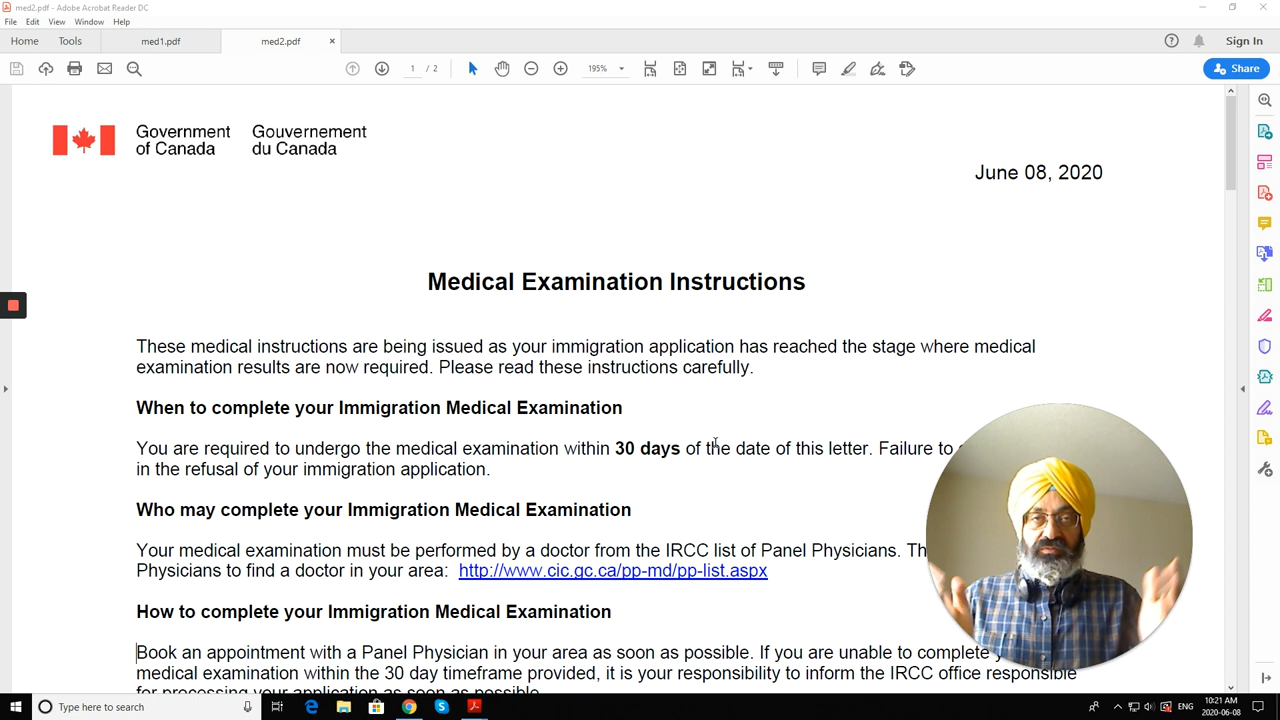 med2.pdf - Adobe Acrobat Reader DC
File Edit View Window Help
Home Tools med1.pdf med2.pdf × Sign In
1 / 2 195% Share
Government Gouvernement
of Canada du Canada
June 08, 2020
Medical Examination Instructions
These medical instructions are being issued as your immigration application has reached the stage where medical
examination results are now required. Please read these instructions carefully.
When to complete your Immigration Medical Examination
You are required to undergo the medical examination within 30 days of the date of this letter. Failure to
in the refusal of your immigration application.
Who may complete your Immigration Medical Examination
Your medical examination must be performed by a doctor from the IRCC list of Panel Physicians.
Physicians to find a doctor in your area: http://www.cic.gc.ca/pp-md/pp-list.aspx
How to complete your Immigration Medical Examination
Book an appointment with a Panel Physician in your area as soon as possible. If you are unable to complete
medical examination within the 30 day timeframe provided, it is your responsibility to inform the IRCC office responsible
for processing your application as soon as possible.
Type here to search
ENG
10:21 AM
2020-06-08